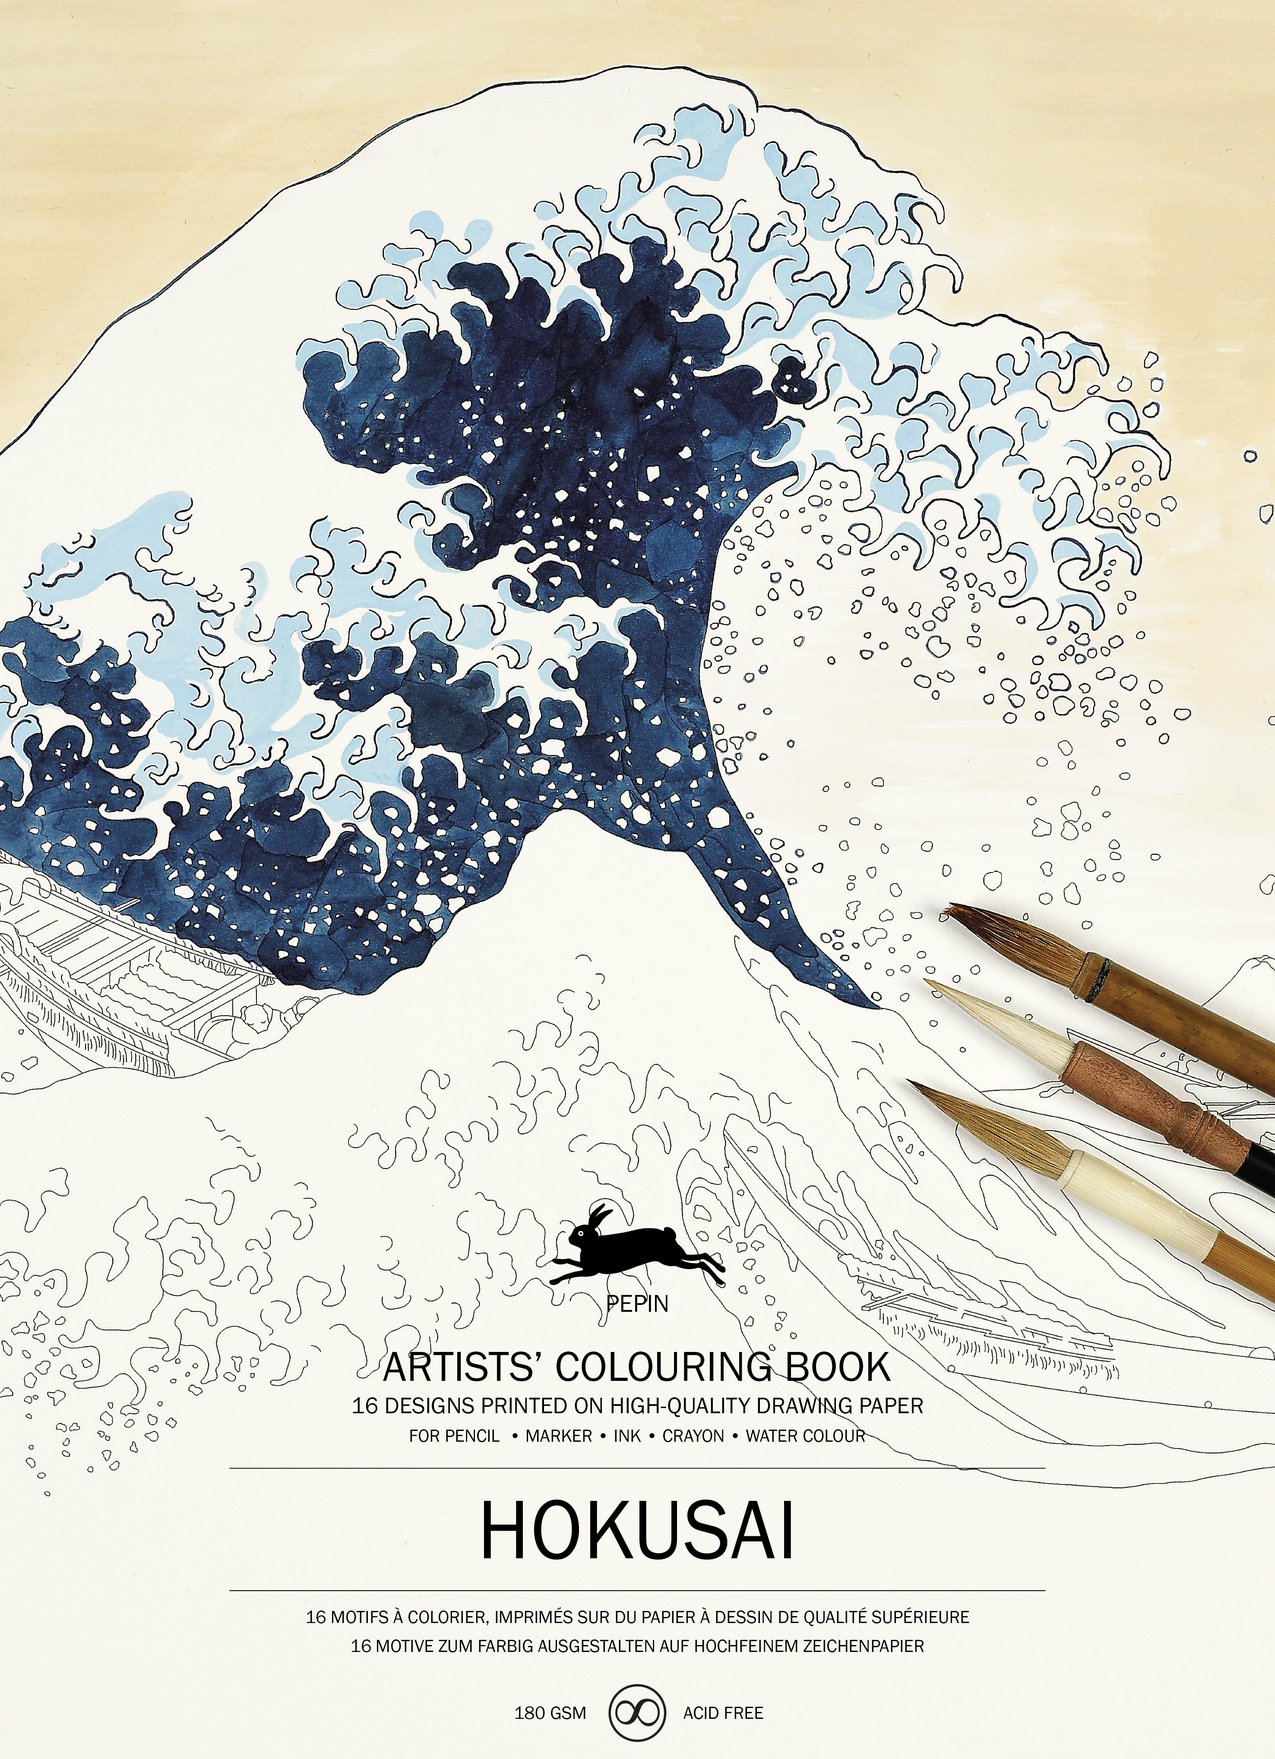 PEPIN
ARTISTS’ COLOURING BOOK
16 DESIGNS PRINTED ON HIGH-QUALITY DRAWING PAPER
FOR PENCIL • MARKER • INK • CRAYON • WATER COLOUR
HOKUSAI
16 MOTIFS À COLORIER, IMPRIMÉS SUR DU PAPIER À DESSIN DE QUALITÉ SUPÉRIEURE
16 MOTIVE ZUM FARBIG AUSGESTALTEN AUF HOCHFEINEM ZEICHENPAPIER
180 GSM ACID FREE